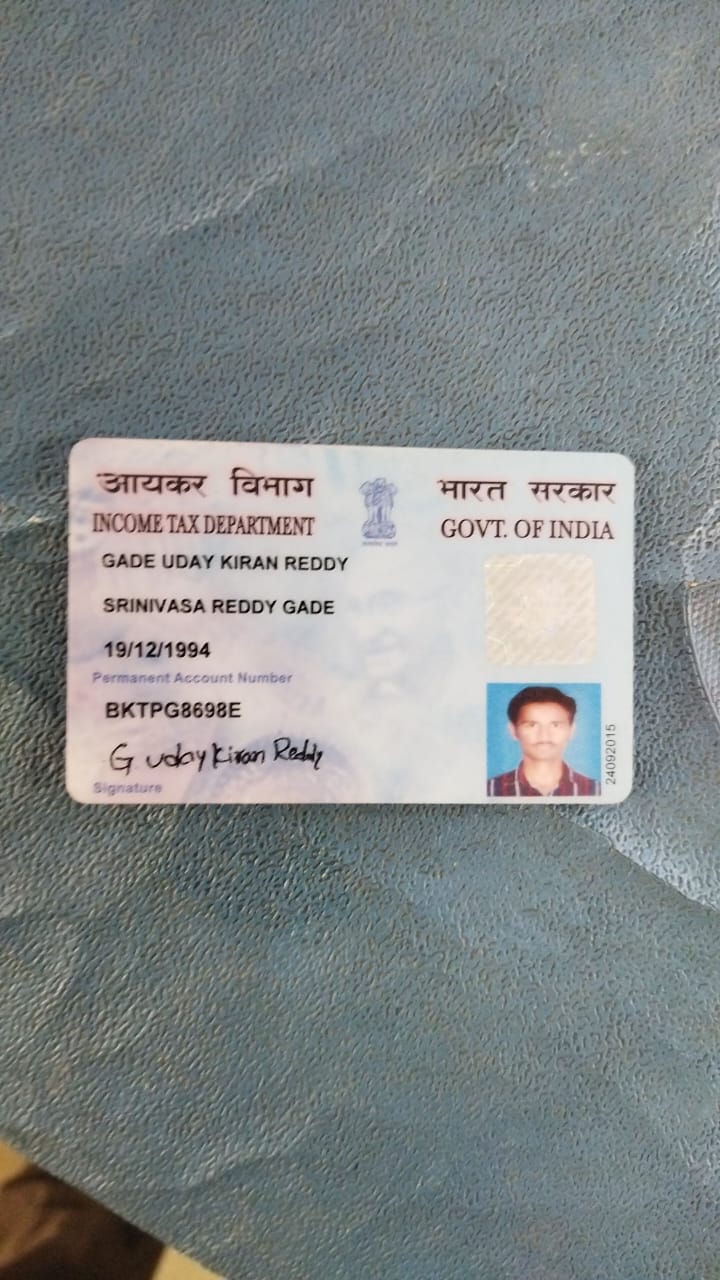 आयकर विभाग
INCOME TAX DEPARTMENT
भारत सरकार
GOVT. OF INDIA
GADE UDAY KIRAN REDDY
SRINIVASA REDDY GADE
19/12/1994
Permanent Account Number
BKTPG8698E
G uday Kiran Reddy
Signature
24092015